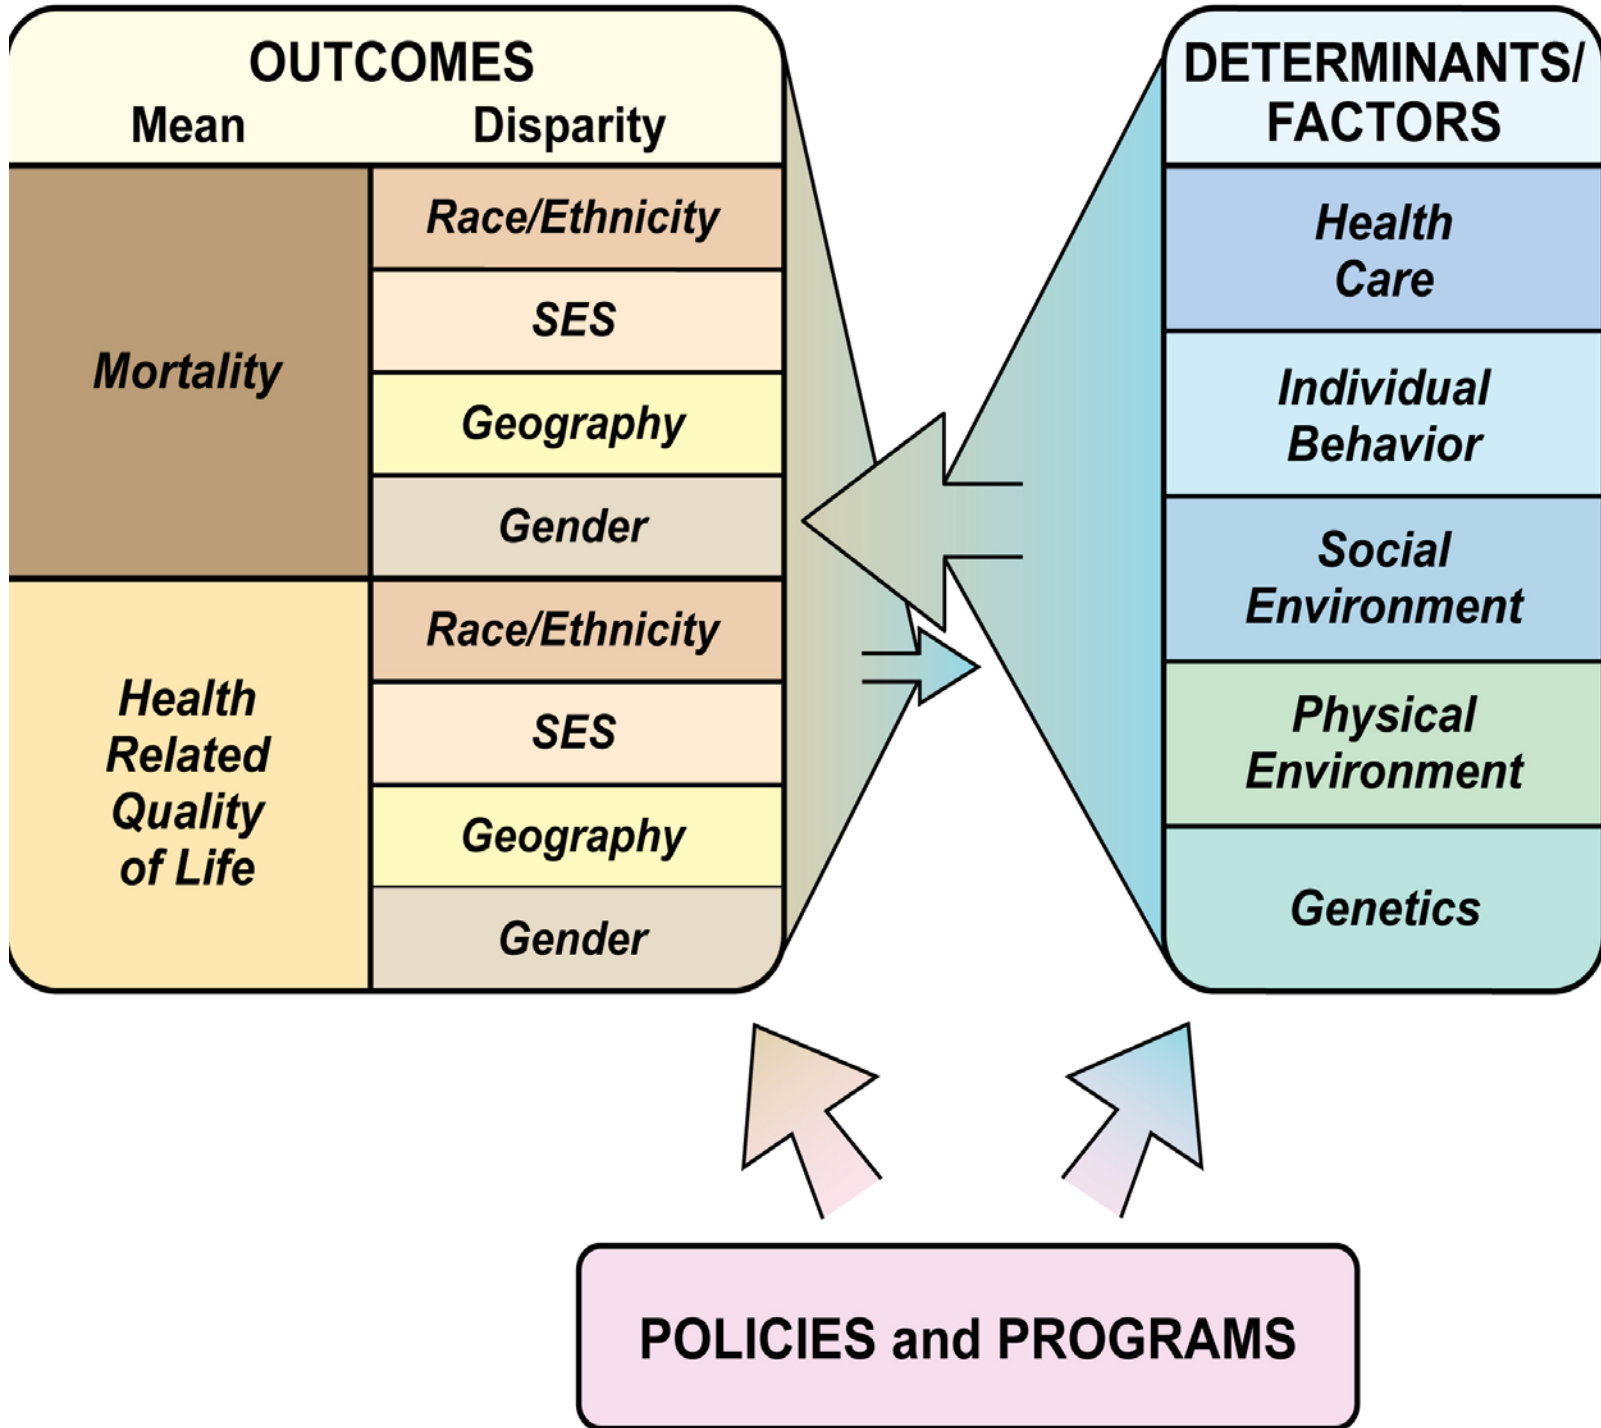 OUTCOMES
Mean Disparity
Mortality
Race/Ethnicity
SES
Geography
Gender
Health
Related
Quality
of Life
Race/Ethnicity
SES
Geography
Gender
DETERMINANTS/
FACTORS
Health
Care
Individual
Behavior
Social
Environment
Physical
Environment
Genetics
POLICIES and PROGRAMS